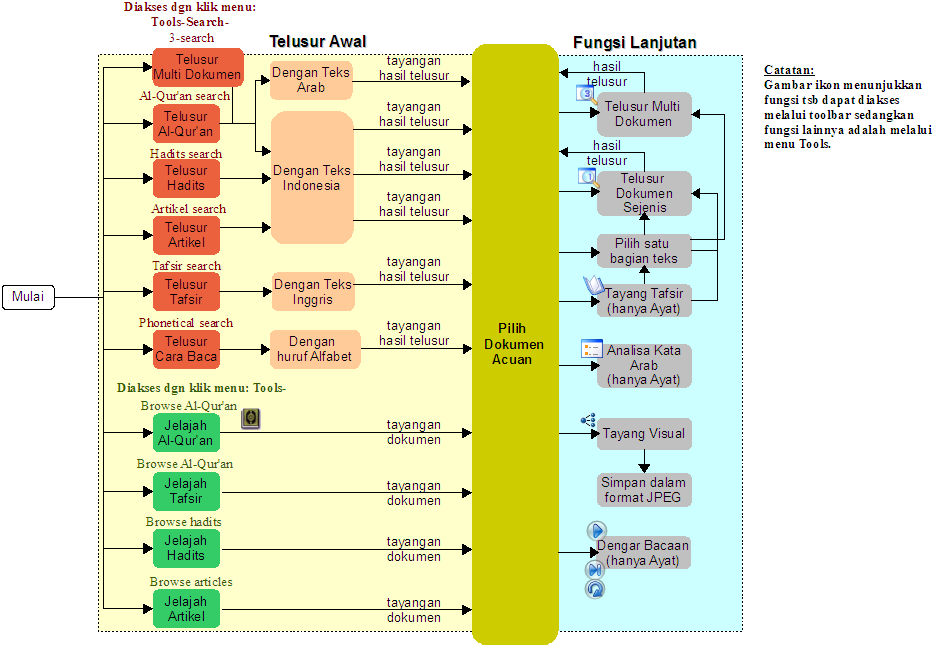 Diakses dgn klik menu:
Tools-Search-
3-search
Telusur Awal
Fungsi Lanjutan
Telusur
Multi Dokumen
Dengan Teks
Arab
tayangan
hasil telusur
Al-Qur'an search
Telusur
Al-Qur'an
tayangan
hasil telusur
Hadits search
Telusur
Hadits
Dengan Teks
Indonesia
tayangan
hasil telusur
Artikel search
Telusur
Artikel
tayangan
hasil telusur
Tafsir search
Telusur
Tafsir
Dengan Teks
Inggris
tayangan
hasil telusur
Mulai
Phonetical search
Telusur
Cara Baca
Dengan
huruf Alfabet
tayangan
hasil telusur
Diakses dgn klik menu: Tools-
Browse Al-Qur'an
Jelajah
Al-Qur'an
tayangan
dokumen
Browse Al-Qur'an
Jelajah
Tafsir
tayangan
dokumen
Browse hadits
Jelajah
Hadits
tayangan
dokumen
Browse articles
Jelajah
Artikel
tayangan
dokumen
Pilih
Dokumen
Acuan
hasil
telusur
3
Telusur Multi
Dokumen
hasil
telusur
1
Telusur
Dokumen
Sejenis
Pilih satu
bagian teks
Tayang Tafsir
(hanya Ayat)
Analisa Kata
Arab
(hanya Ayat)
Tayang Visual
Simpan dalam
format JPEG
Dengar Bacaan
(hanya Ayat)
Catatan:
Gambar ikon menunjukkan
fungsi tsb dapat diakses
melalui toolbar sedangkan
fungsi lainnya adalah melalui
menu Tools.